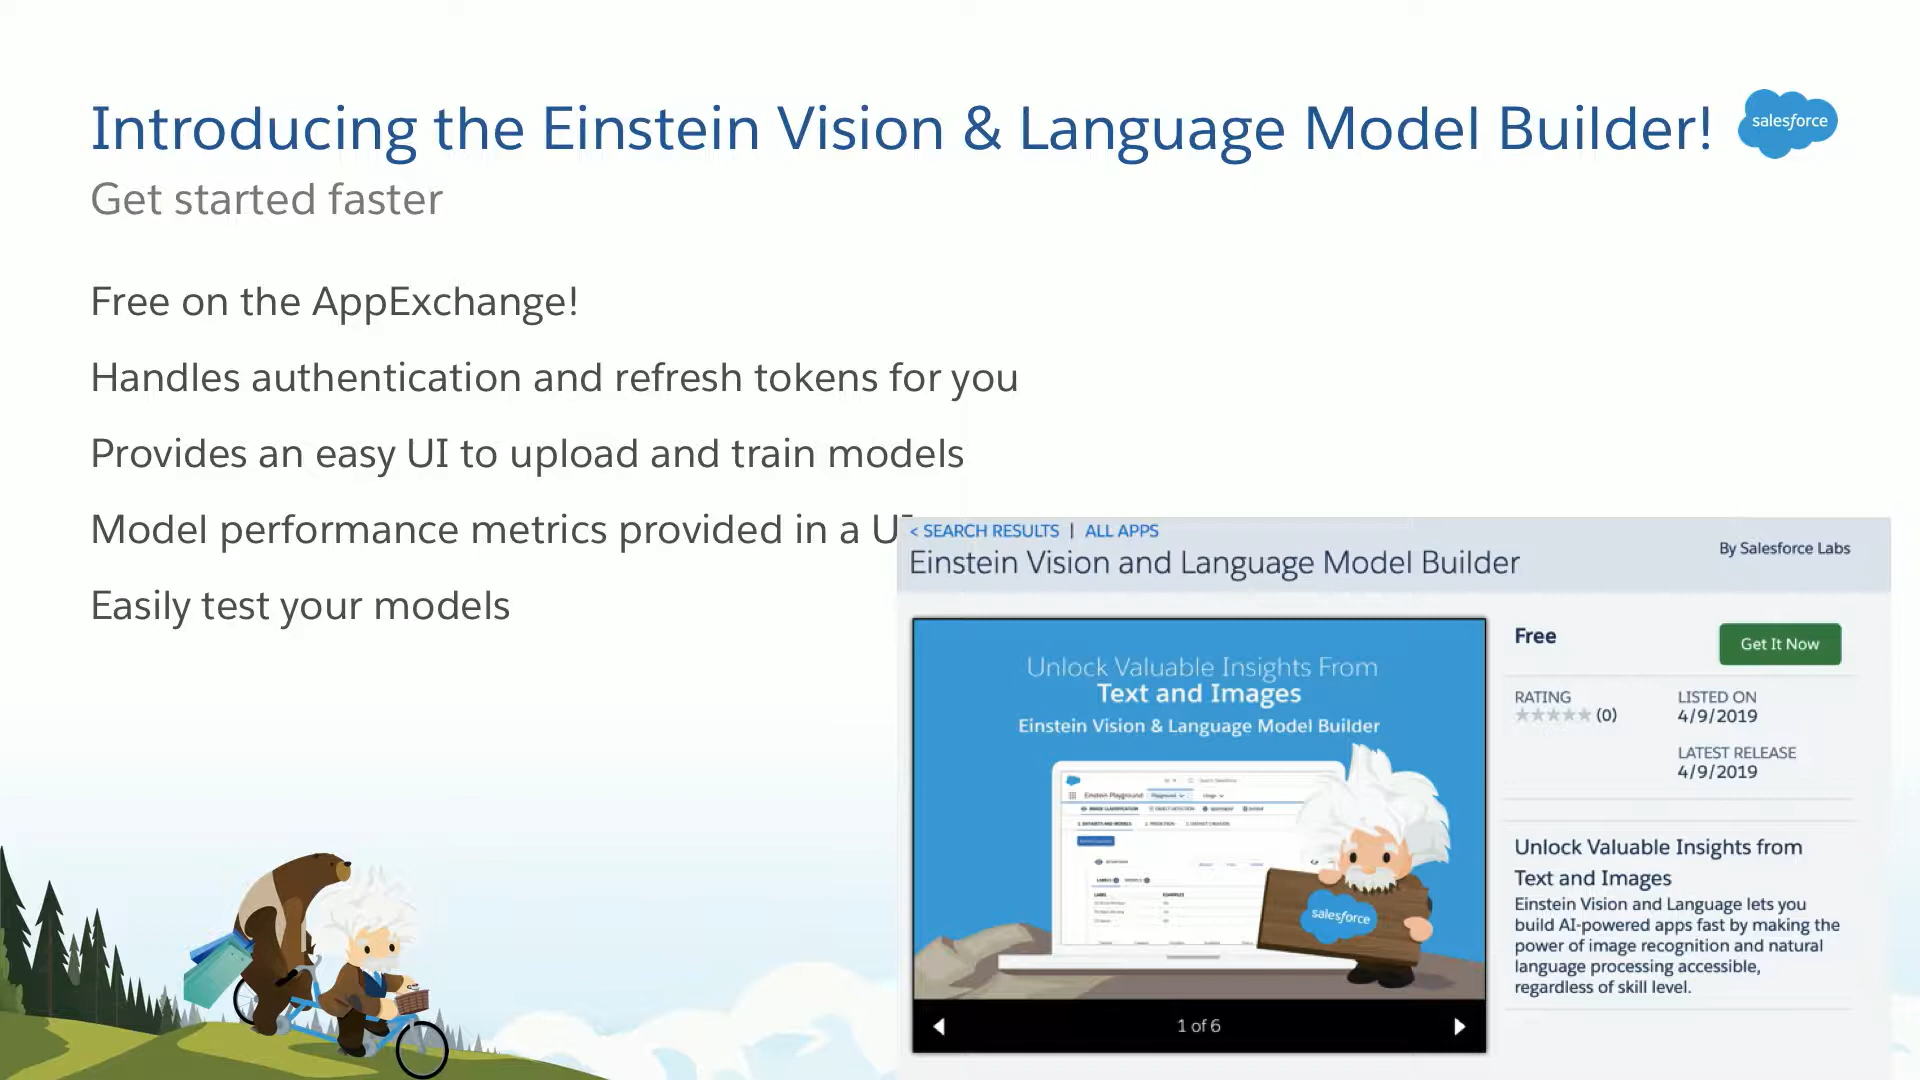 Introducing the Einstein Vision & Language Model Builder!
salesforce
Get started faster
Free on the AppExchange!
Handles authentication and refresh tokens for you
Provides an easy UI to upload and train models
Model performance metrics provided in a UI
Easily test your models
< SEARCH RESULTS | ALL APPS
Einstein Vision and Language Model Builder
By Salesforce Labs
Unlock Valuable Insights From
Text and Images
Einstein Vision & Language Model Builder
Einstein Playground
salesforce
1 of 6
Free
Get It Now
RATING
(0)
LISTED ON
4/9/2019
LATEST RELEASE
4/9/2019
Unlock Valuable Insights from
Text and Images
Einstein Vision and Language lets you
build AI-powered apps fast by making the
power of image recognition and natural
language processing accessible,
regardless of skill level.